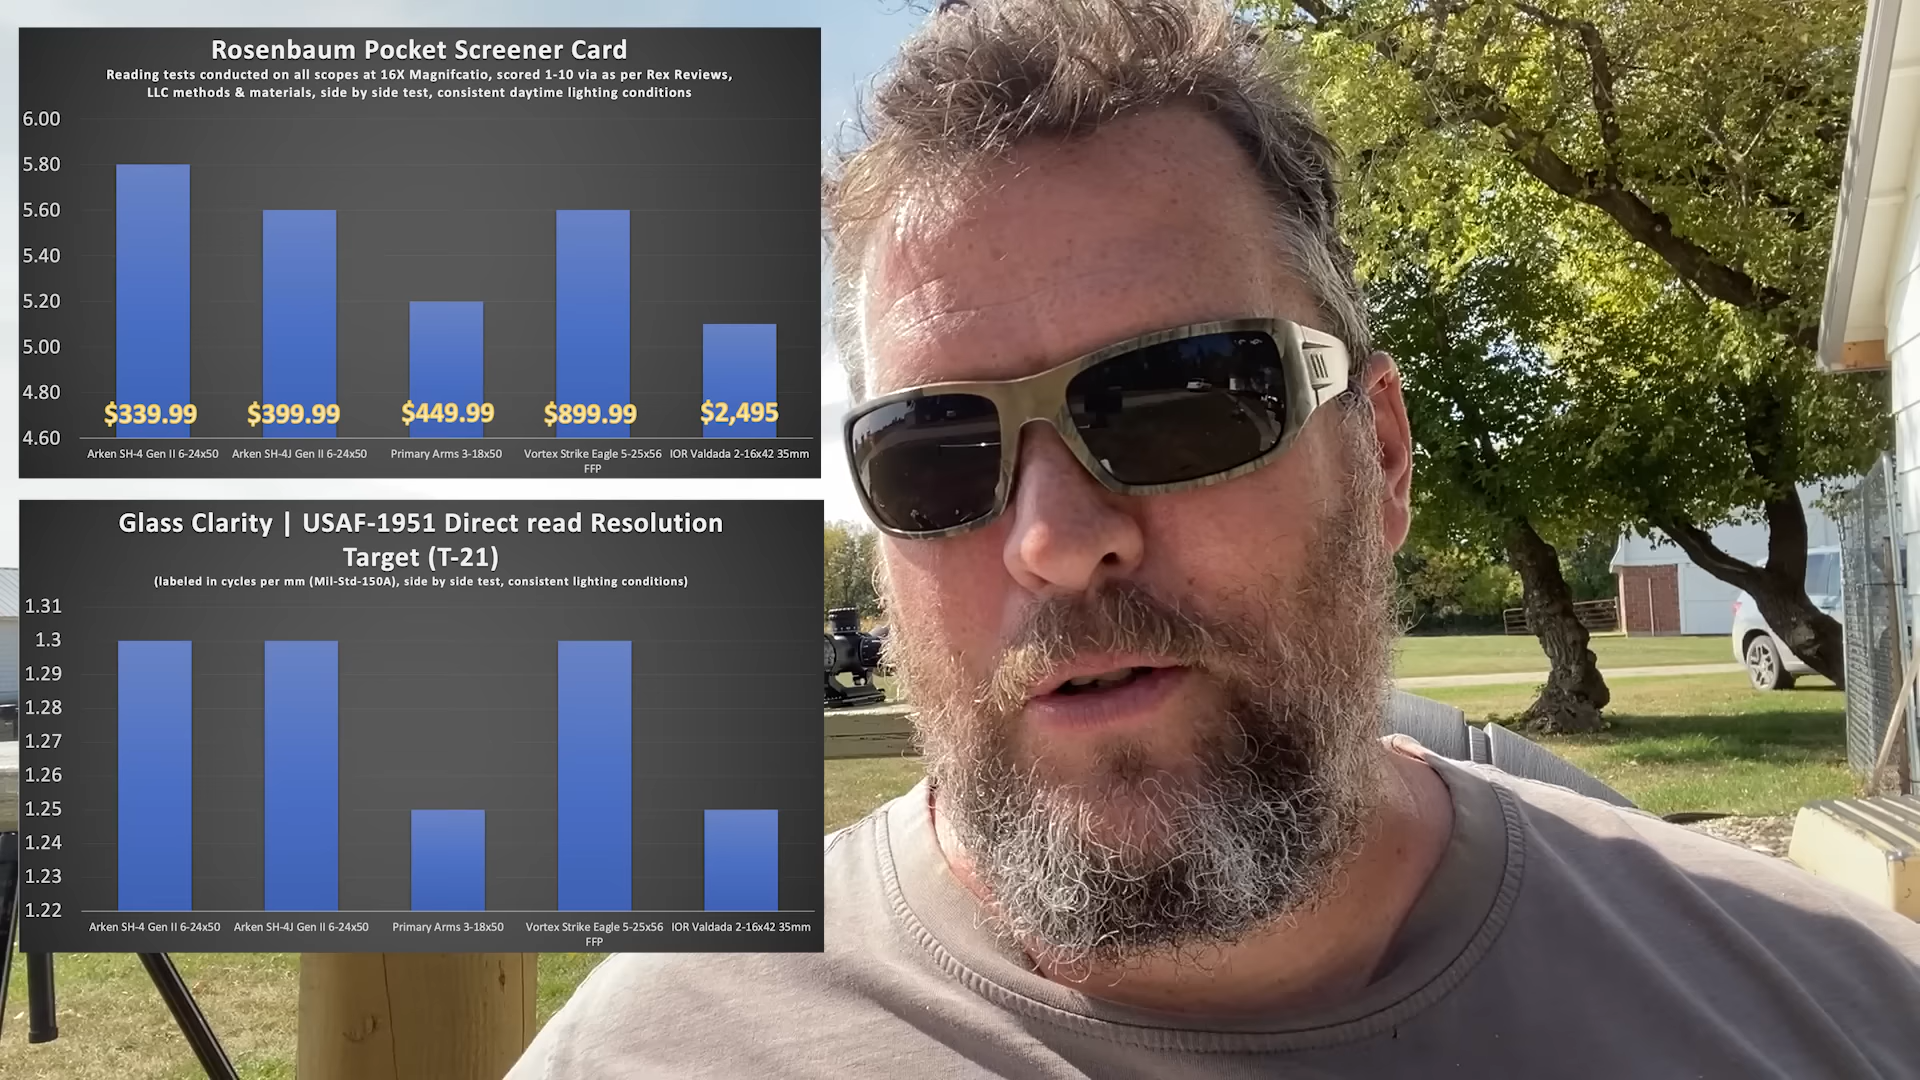 Rosenbaum Pocket Screener Card
Reading tests conducted on all scopes at 16X Magnifcatio, scored 1-10 via as per Rex Reviews,
LLC methods & materials, side by side test, consistent daytime lighting conditions
6.00
5.80
5.60
5.40
5.20
5.00
4.80
4.60
$339.99 $399.99 $449.99 $899.99 $2,495
Arken SH-4 Gen II 6-24x50 Arken SH-4J Gen II 6-24x50 Primary Arms 3-18x50 Vortex Strike Eagle 5-25x56 IOR Valdada 2-16x42 35mm
FFP
Glass Clarity | USAF-1951 Direct read Resolution
Target (T-21)
(labeled in cycles per mm (Mil-Std-150A), side by side test, consistent lighting conditions)
1.31
1.3
1.29
1.28
1.27
1.26
1.25
1.24
1.23
1.22
Arken SH-4 Gen II 6-24x50 Arken SH-4J Gen II 6-24x50 Primary Arms 3-18x50 Vortex Strike Eagle 5-25x56 IOR Valdada 2-16x42 35mm
FFP